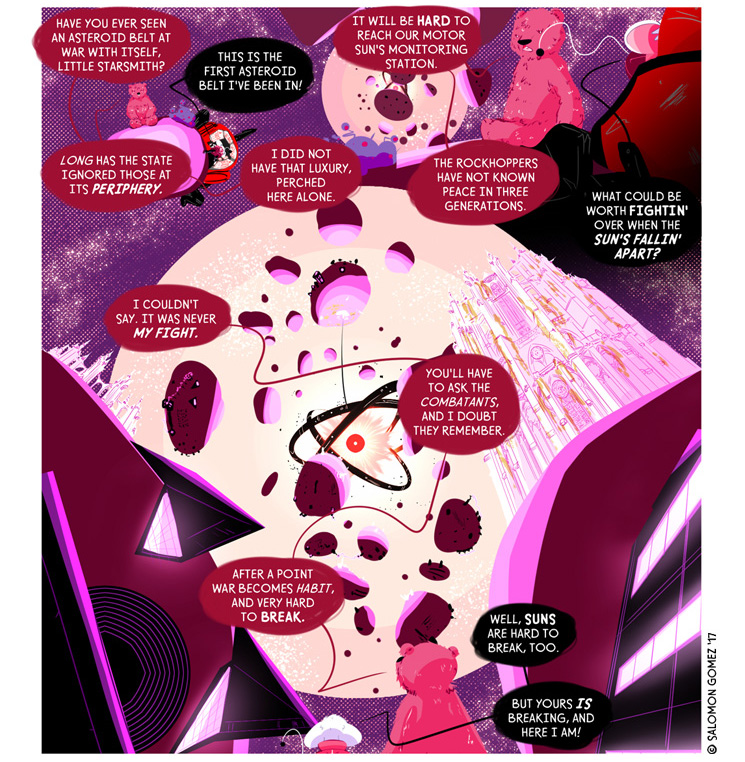 HAVE YOU EVER SEEN
AN ASTEROID BELT AT
WAR WITH ITSELF,
LITTLE STARSMITH?
THIS IS THE
FIRST ASTEROID
BELT I'VE BEEN IN!
LONG HAS THE STATE
IGNORED THOSE AT
ITS PERIPHERY.
IT WILL BE HARD TO
REACH OUR MOTOR
SUN'S MONITORING
STATION.
I DID NOT
HAVE THAT LUXURY,
PERCHED
HERE ALONE.
THE ROCKHOPPERS
HAVE NOT KNOWN
PEACE IN THREE
GENERATIONS.
WHAT COULD BE
WORTH FIGHTIN'
OVER WHEN THE
SUN'S FALLIN'
APART?
I COULDN'T
SAY. IT WAS NEVER
MY FIGHT.
YOU'LL HAVE
TO ASK THE
COMBATANTS,
AND I DOUBT
THEY REMEMBER.
AFTER A POINT
WAR BECOMES HABIT,
AND VERY HARD
TO BREAK.
WELL, SUNS
ARE HARD TO
BREAK, TOO.
BUT YOURS IS
BREAKING, AND
HERE I AM!
© SALOMON GOMEZ '17